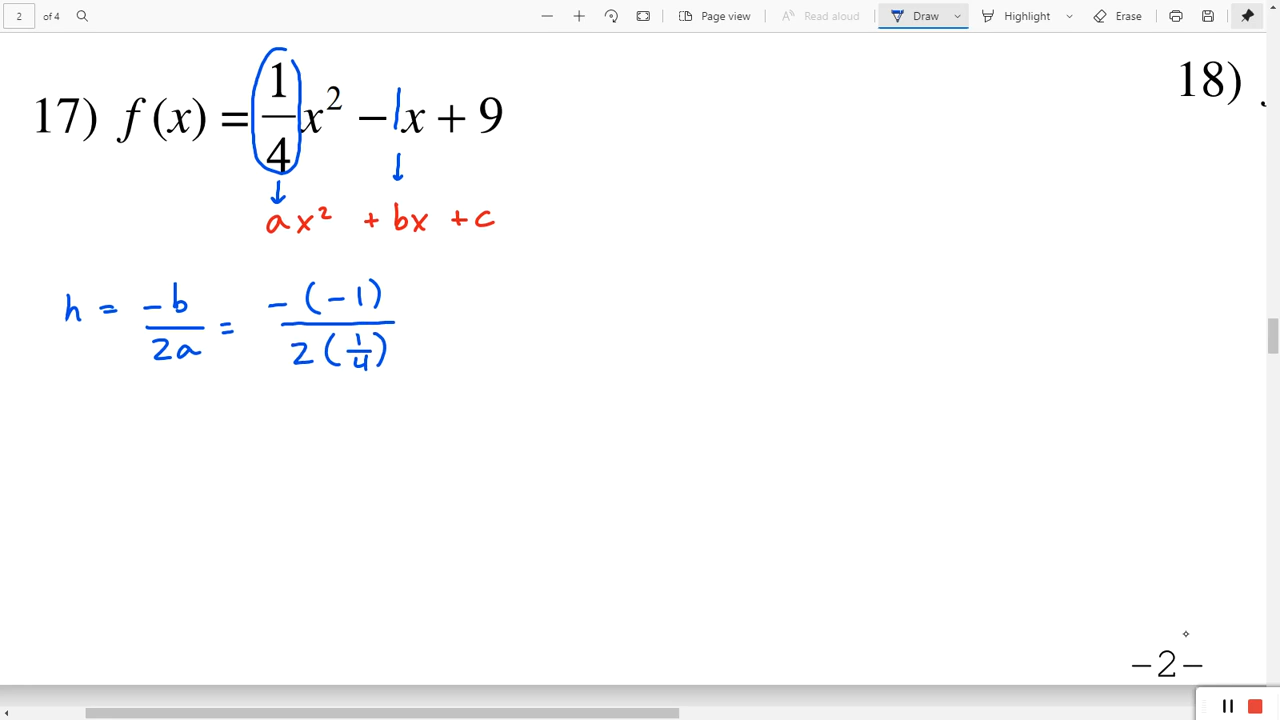 2 of 4 Page view Read aloud Draw Highlight Erase
17) f(x) = 1/4 x² − 1x + 9
18)
ax² + bx + c
h = -b/2a = -(-1)/2(1/4)
-2-